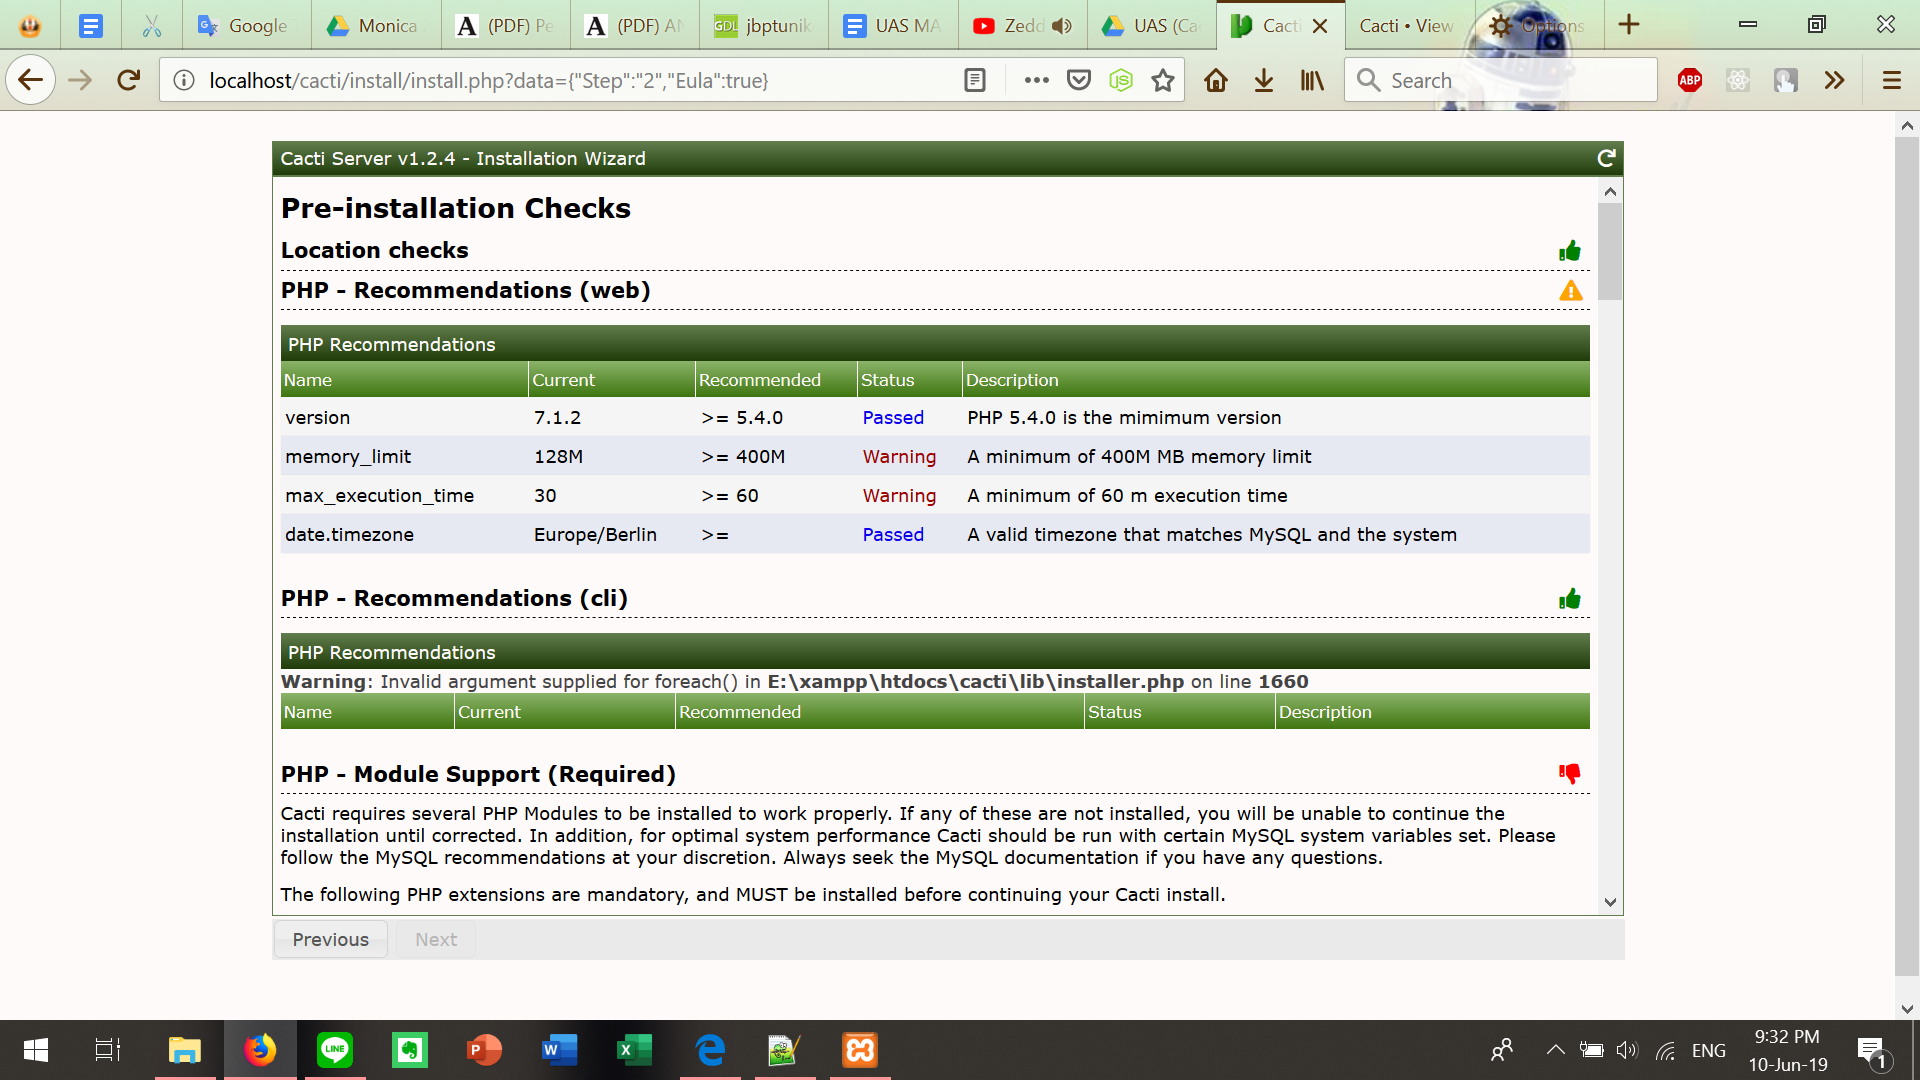 Google
Monica
A (PDF) Pe
A (PDF) AN
GDL jbptunik
UAS MA
Zedd
UAS (Ca
Cacti
Cacti • View
Options
localhost/cacti/install/install.php?data={"Step":"2","Eula":true}
Search
ABP
Cacti Server v1.2.4 - Installation Wizard
Pre-installation Checks
Location checks
PHP - Recommendations (web)
PHP Recommendations
Name Current Recommended Status Description
version 7.1.2 >= 5.4.0 Passed PHP 5.4.0 is the mimimum version
memory_limit 128M >= 400M Warning A minimum of 400M MB memory limit
max_execution_time 30 >= 60 Warning A minimum of 60 m execution time
date.timezone Europe/Berlin >= Passed A valid timezone that matches MySQL and the system
PHP - Recommendations (cli)
PHP Recommendations
Warning: Invalid argument supplied for foreach() in E:\xampp\htdocs\cacti\lib\installer.php on line 1660
Name Current Recommended Status Description
PHP - Module Support (Required)
Cacti requires several PHP Modules to be installed to work properly. If any of these are not installed, you will be unable to continue the
installation until corrected. In addition, for optimal system performance Cacti should be run with certain MySQL system variables set. Please
follow the MySQL recommendations at your discretion. Always seek the MySQL documentation if you have any questions.
The following PHP extensions are mandatory, and MUST be installed before continuing your Cacti install.
Previous Next
LINE
P
W
X
ENG
9:32 PM
10-Jun-19
1